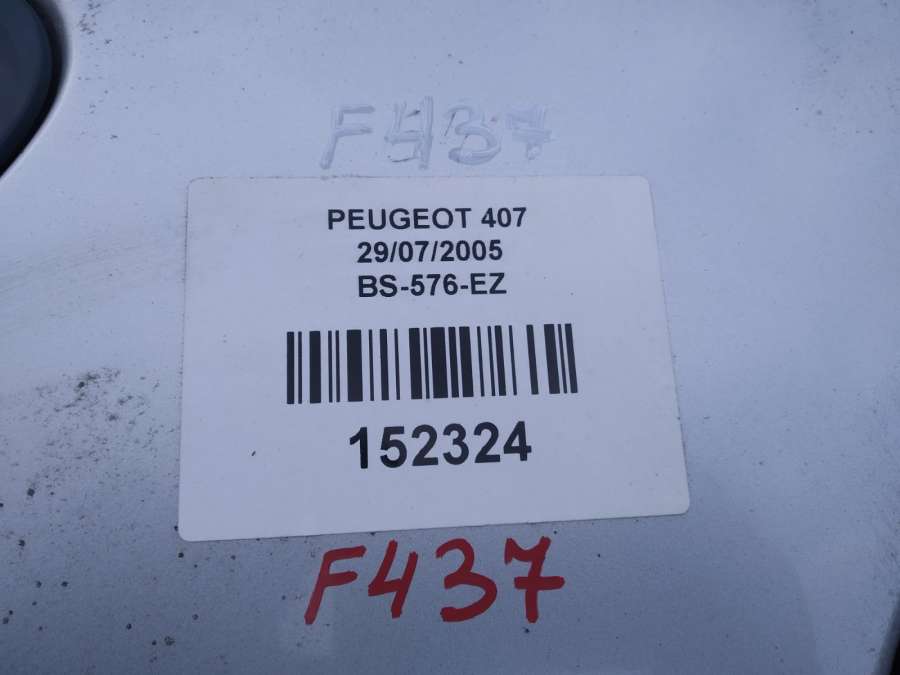 F437
PEUGEOT 407
29/07/2005
BS-576-EZ
152324
F437